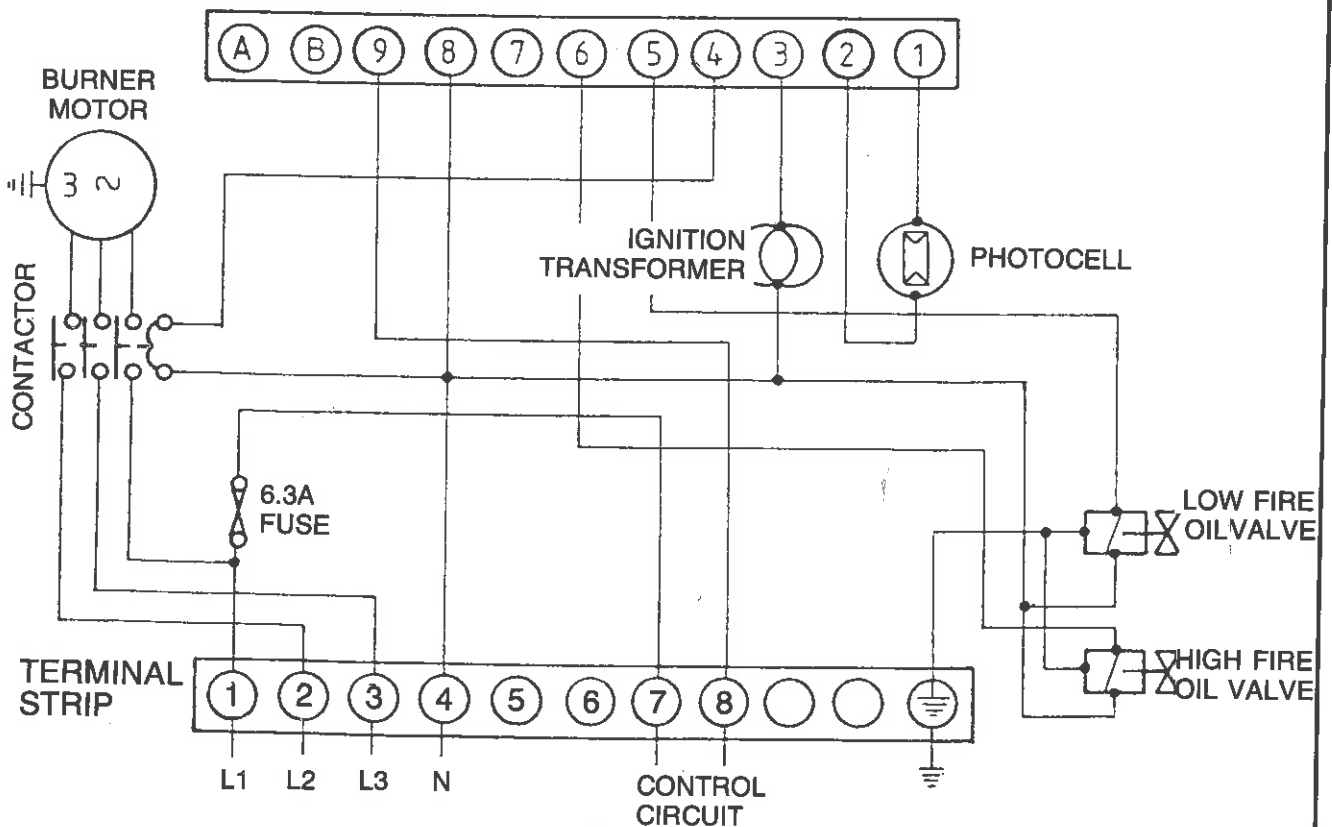 A B 9 8 7 6 5 4 3 2 1
BURNER
MOTOR
3 ~
IGNITION
TRANSFORMER
PHOTOCELL
CONTACTOR
6.3A
FUSE
LOW FIRE
OILVALVE
HIGH FIRE
OIL VALVE
TERMINAL
STRIP
1 2 3 4 5 6 7 8
L1 L2 L3 N
CONTROL
CIRCUIT